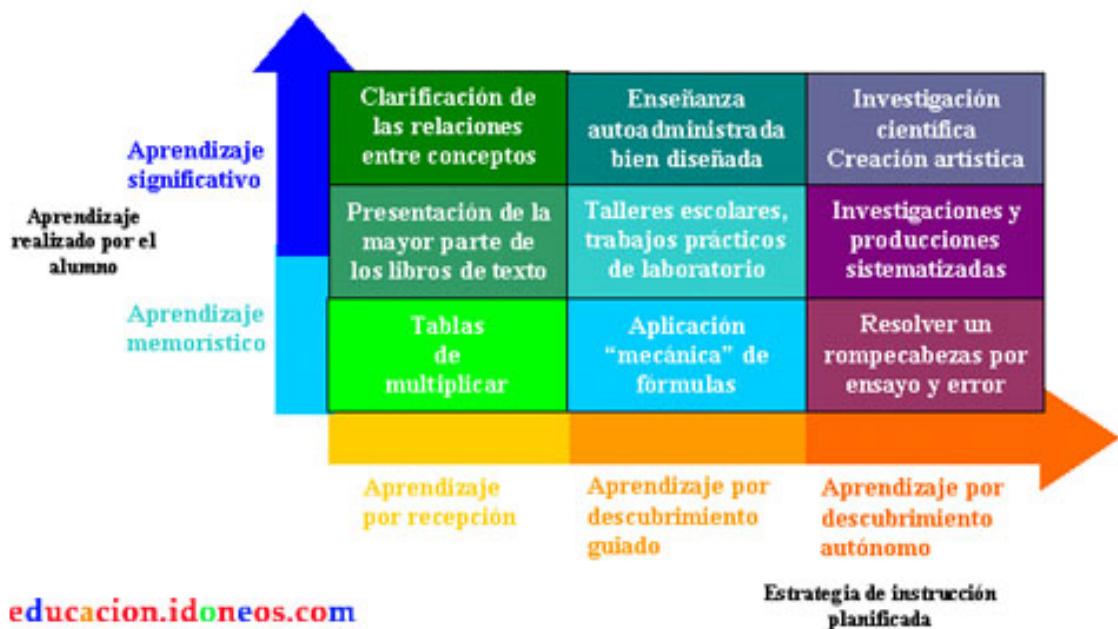 Clarificación de
las relaciones
entre conceptos
Enseñanza
autoadministrada
bien diseñada
Investigación
científica
Creación artística
Aprendizaje
significativo
Aprendizaje
realizado por el
alumno
Presentación de la
mayor parte de
los libros de texto
Talleres escolares,
trabajos prácticos
de laboratorio
Investigaciones y
producciones
sistematizadas
Aprendizaje
memorístico
Tablas
de
multiplicar
Aplicación
“mecánica” de
fórmulas
Resolver un
rompecabezas por
ensayo y error
Aprendizaje
por recepción
Aprendizaje por
descubrimiento
guiado
Aprendizaje por
descubrimiento
autónomo
Estrategia de instrucción
planificada
educacion.idoneos.com